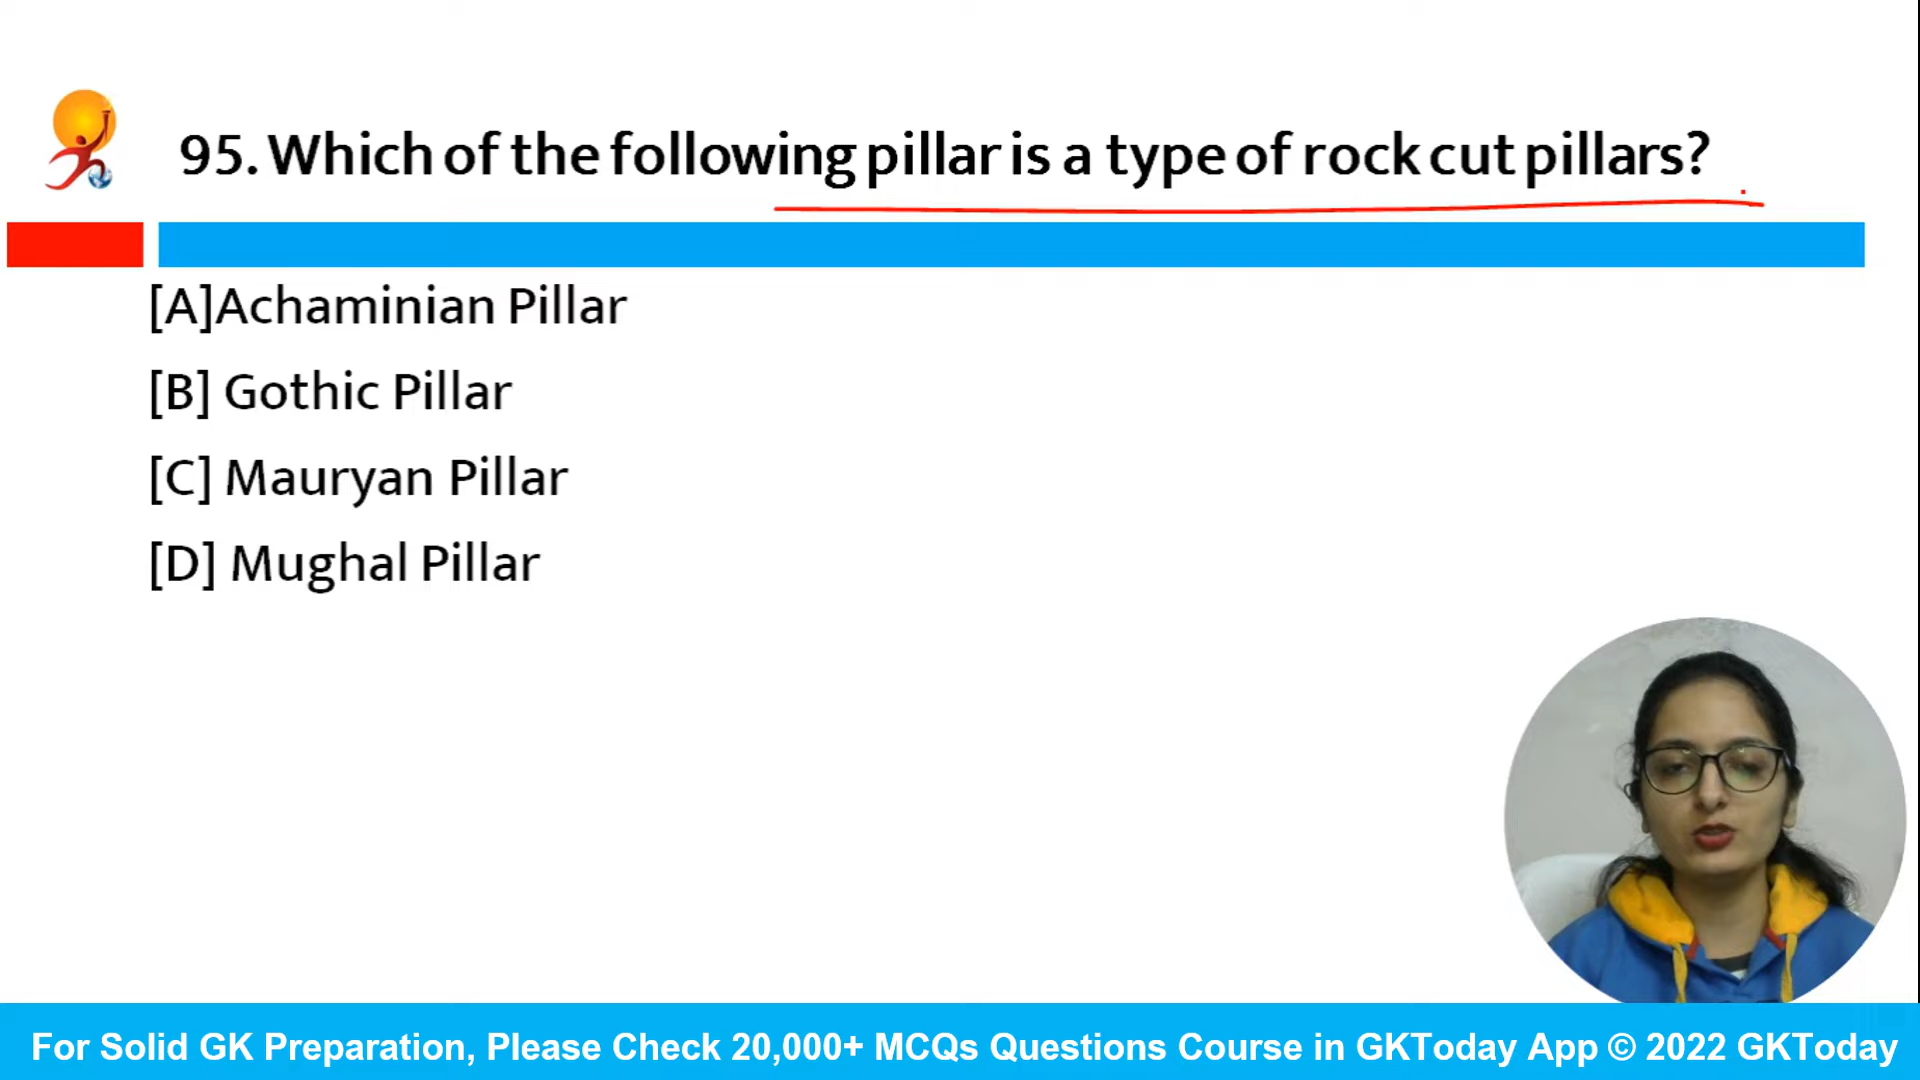 95. Which of the following pillar is a type of rock cut pillars?
[A]Achaminian Pillar
[B] Gothic Pillar
[C] Mauryan Pillar
[D] Mughal Pillar
For Solid GK Preparation, Please Check 20,000+ MCQs Questions Course in GKToday App © 2022 GKToday